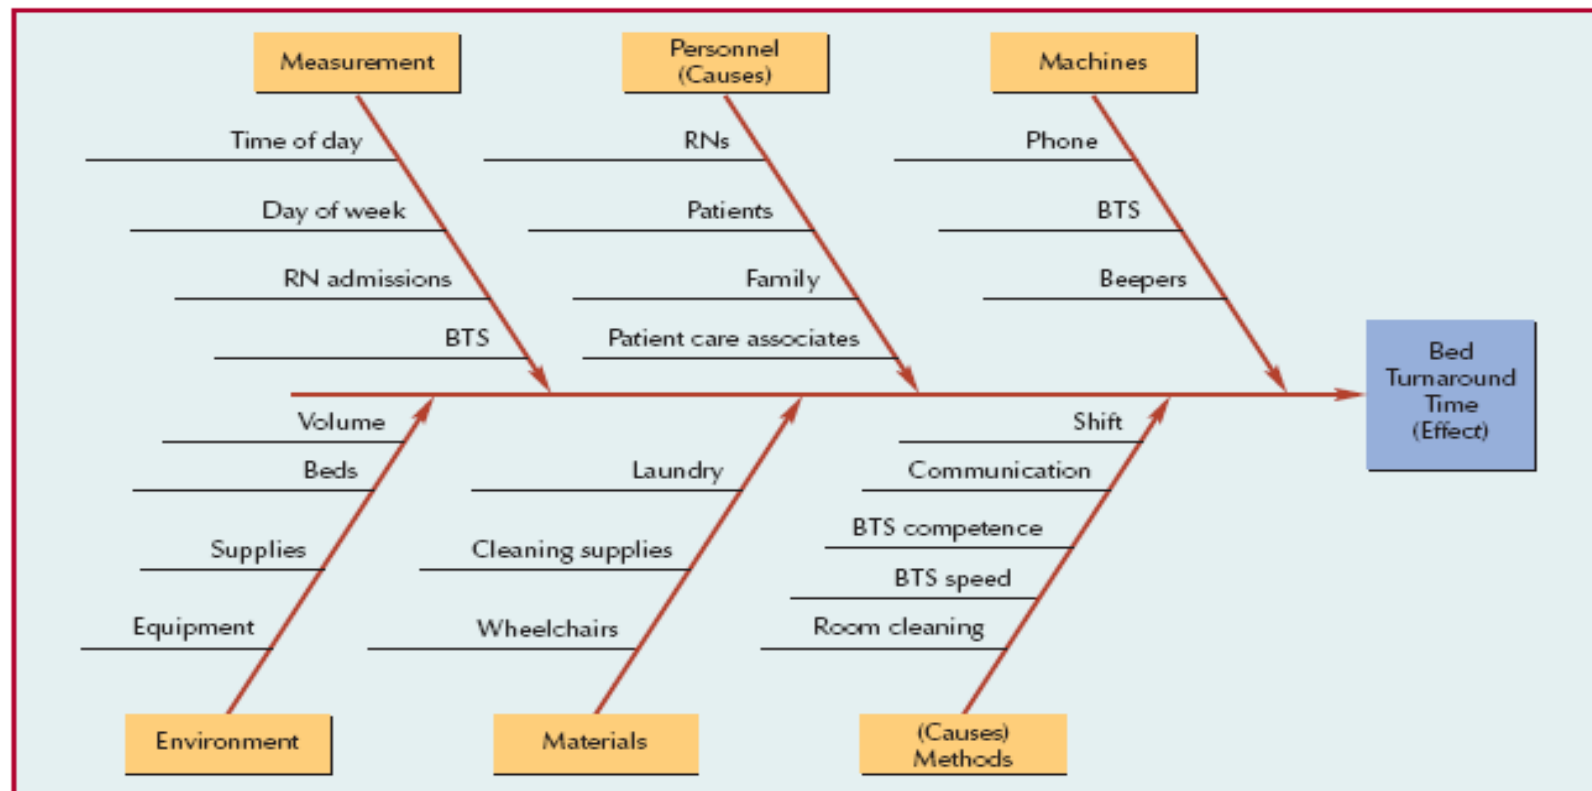 Measurement
Personnel
(Causes)
Machines
Time of day
RNs
Phone
Day of week
Patients
BTS
RN admissions
Family
Beepers
BTS
Patient care associates
Bed
Turnaround
Time
(Effect)
Volume
Shift
Beds
Laundry
Communication
BTS competence
Supplies
Cleaning supplies
BTS speed
Equipment
Wheelchairs
Room cleaning
Environment
Materials
(Causes)
Methods